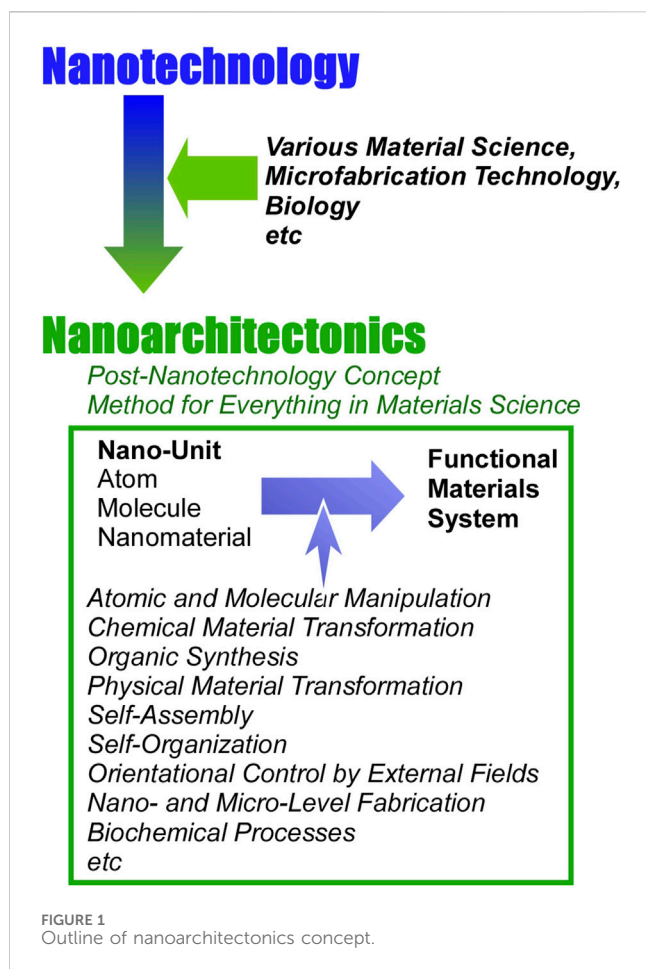 Nanotechnology
Various Material Science,
Microfabrication Technology,
Biology
etc
Nanoarchitectonics
Post-Nanotechnology Concept
Method for Everything in Materials Science
Nano-Unit
Atom
Molecule
Nanomaterial
Functional
Materials
System
Atomic and Molecular Manipulation
Chemical Material Transformation
Organic Synthesis
Physical Material Transformation
Self-Assembly
Self-Organization
Orientational Control by External Fields
Nano- and Micro-Level Fabrication
Biochemical Processes
etc
FIGURE 1
Outline of nanoarchitectonics concept.